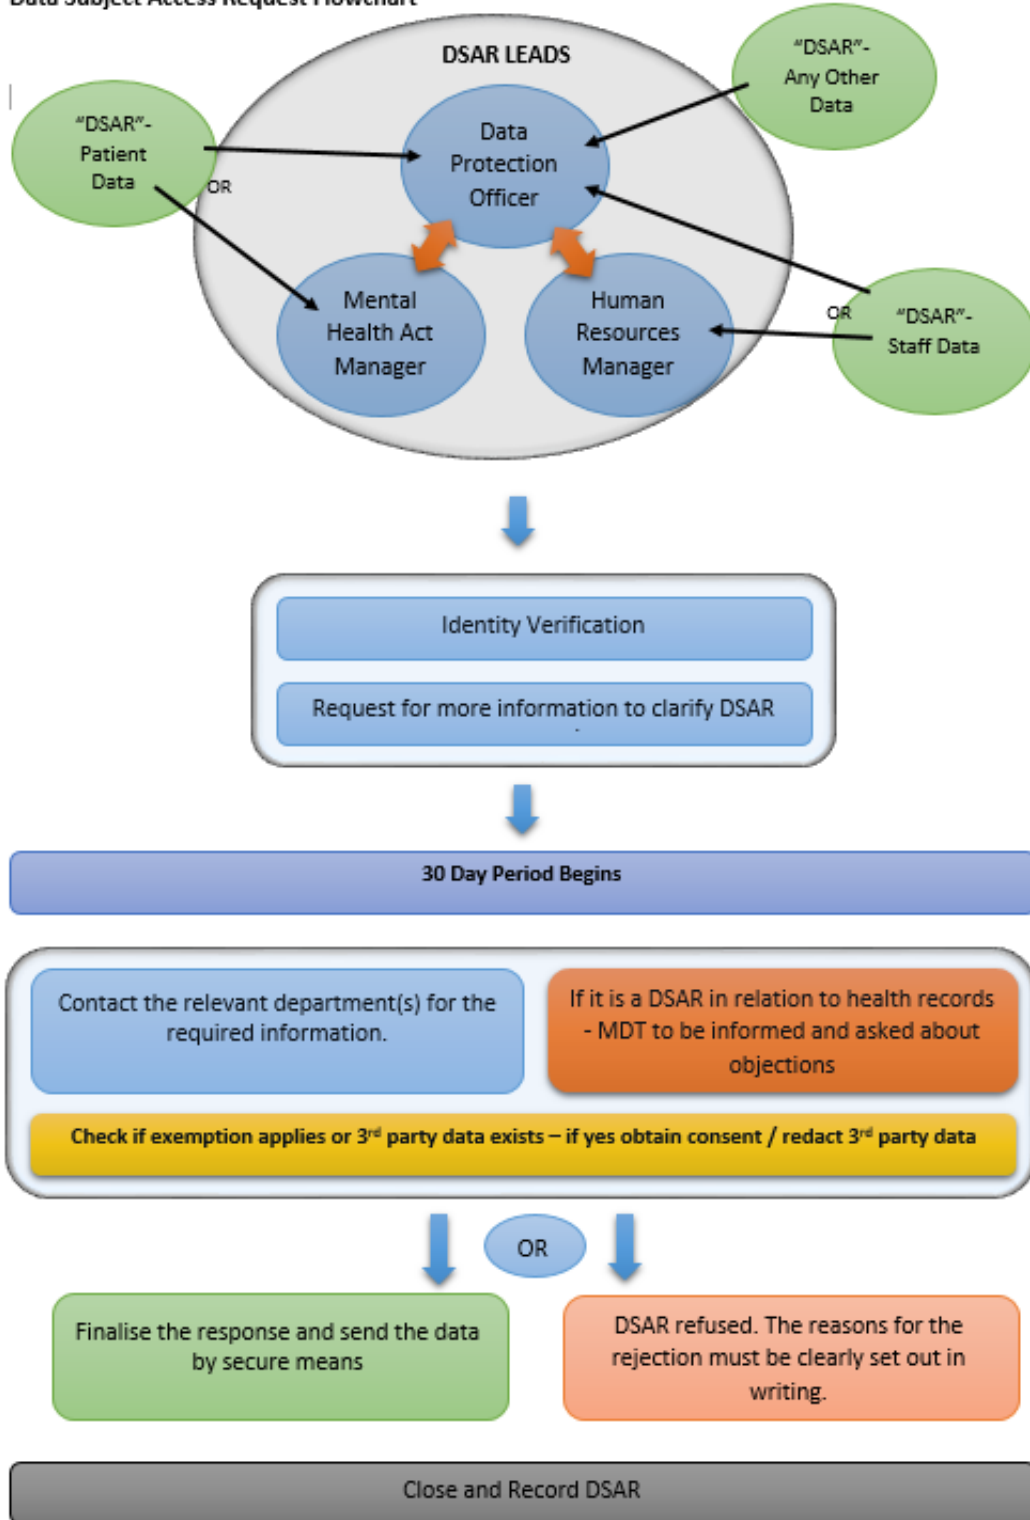 Data Subject Access Request Flowchart
DSAR LEADS
"DSAR"-
Any Other
Data
"DSAR"-
Patient
Data
OR
Data
Protection
Officer
Mental
Health Act
Manager
Human
Resources
Manager
OR
"DSAR"-
Staff Data
Identity Verification
Request for more information to clarify DSAR
.
30 Day Period Begins
Contact the relevant department(s) for the
required information.
If it is a DSAR in relation to health records
- MDT to be informed and asked about
objections
Check if exemption applies or 3rd party data exists – if yes obtain consent / redact 3rd party data
OR
Finalise the response and send the data
by secure means
DSAR refused. The reasons for the
rejection must be clearly set out in
writing.
Close and Record DSAR